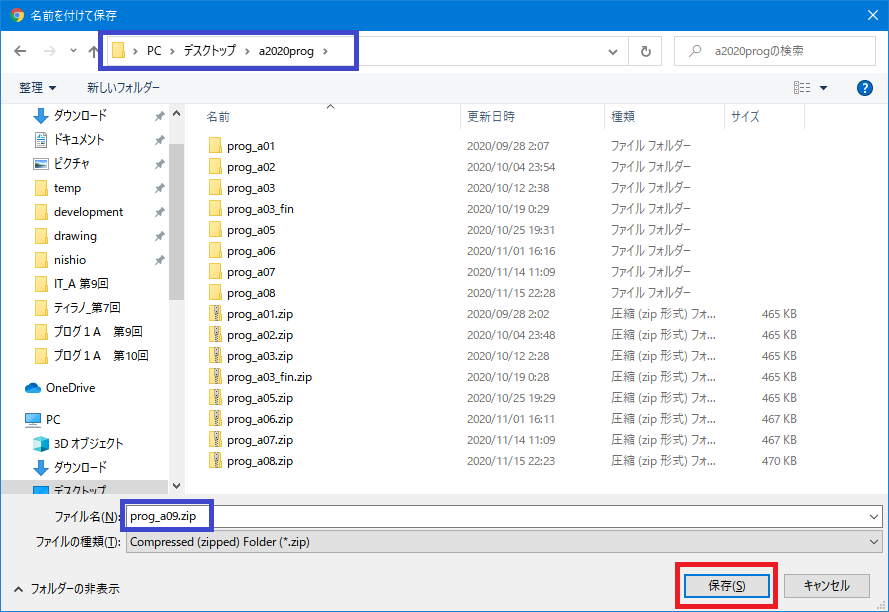 名前を付けて保存
PC › デスクトップ › a2020prog ›
a2020progの検索
整理 新しいフォルダー
ダウンロード
ドキュメント
ピクチャ
temp
development
drawing
nishio
IT_A 第9回
ティラノ_第7回
プログ１A　第9回
プログ１A　第10回
OneDrive
PC
3D オブジェクト
ダウンロード
デスクトップ
名前 更新日時 種類 サイズ
prog_a01 2020/09/28 2:07 ファイル フォルダー
prog_a02 2020/10/04 23:54 ファイル フォルダー
prog_a03 2020/10/12 2:38 ファイル フォルダー
prog_a03_fin 2020/10/19 0:29 ファイル フォルダー
prog_a05 2020/10/25 19:31 ファイル フォルダー
prog_a06 2020/11/01 16:16 ファイル フォルダー
prog_a07 2020/11/14 11:09 ファイル フォルダー
prog_a08 2020/11/15 22:28 ファイル フォルダー
prog_a01.zip 2020/09/28 2:02 圧縮 (zip 形式) フォ... 465 KB
prog_a02.zip 2020/10/04 23:48 圧縮 (zip 形式) フォ... 465 KB
prog_a03.zip 2020/10/12 2:28 圧縮 (zip 形式) フォ... 465 KB
prog_a03_fin.zip 2020/10/19 0:28 圧縮 (zip 形式) フォ... 465 KB
prog_a05.zip 2020/10/25 19:29 圧縮 (zip 形式) フォ... 465 KB
prog_a06.zip 2020/11/01 16:11 圧縮 (zip 形式) フォ... 467 KB
prog_a07.zip 2020/11/14 11:09 圧縮 (zip 形式) フォ... 467 KB
prog_a08.zip 2020/11/15 22:23 圧縮 (zip 形式) フォ... 470 KB
ファイル名(N): prog_a09.zip
ファイルの種類(T): Compressed (zipped) Folder (*.zip)
フォルダーの非表示
保存(S) キャンセル